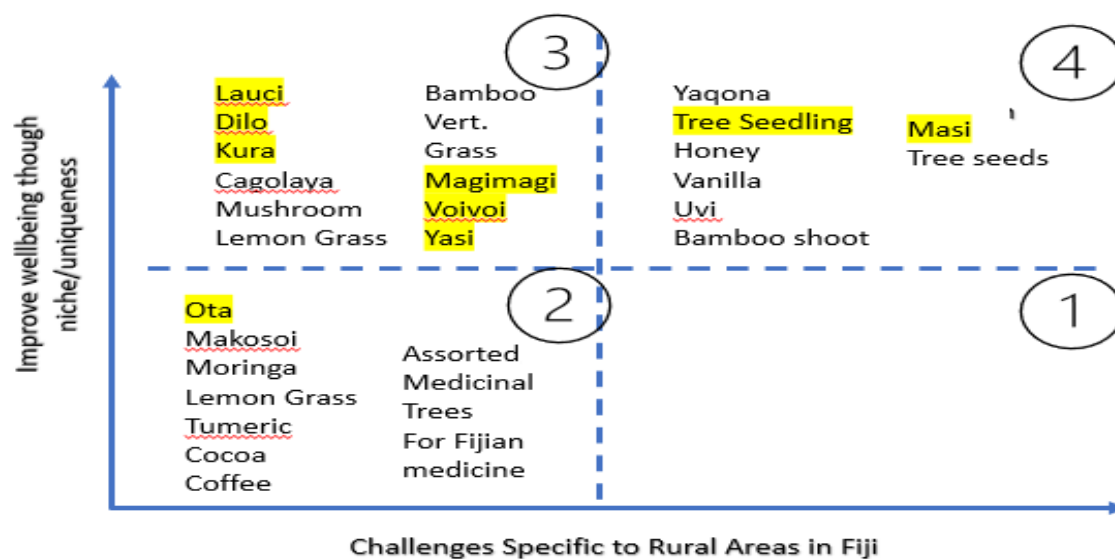 Improve wellbeing though
niche/uniqueness
3
Lauci
Dilo
Kura
Cagolaya
Mushroom
Lemon Grass
Bamboo
Vert.
Grass
Magimagi
Voivoi
Yasi
4
Yaqona
Tree Seedling
Honey
Vanilla
Uvi
Bamboo shoot
Masi
Tree seeds
2
Ota
Makosoi
Moringa
Lemon Grass
Tumeric
Cocoa
Coffee
Assorted
Medicinal
Trees
For Fijian
medicine
1
Challenges Specific to Rural Areas in Fiji